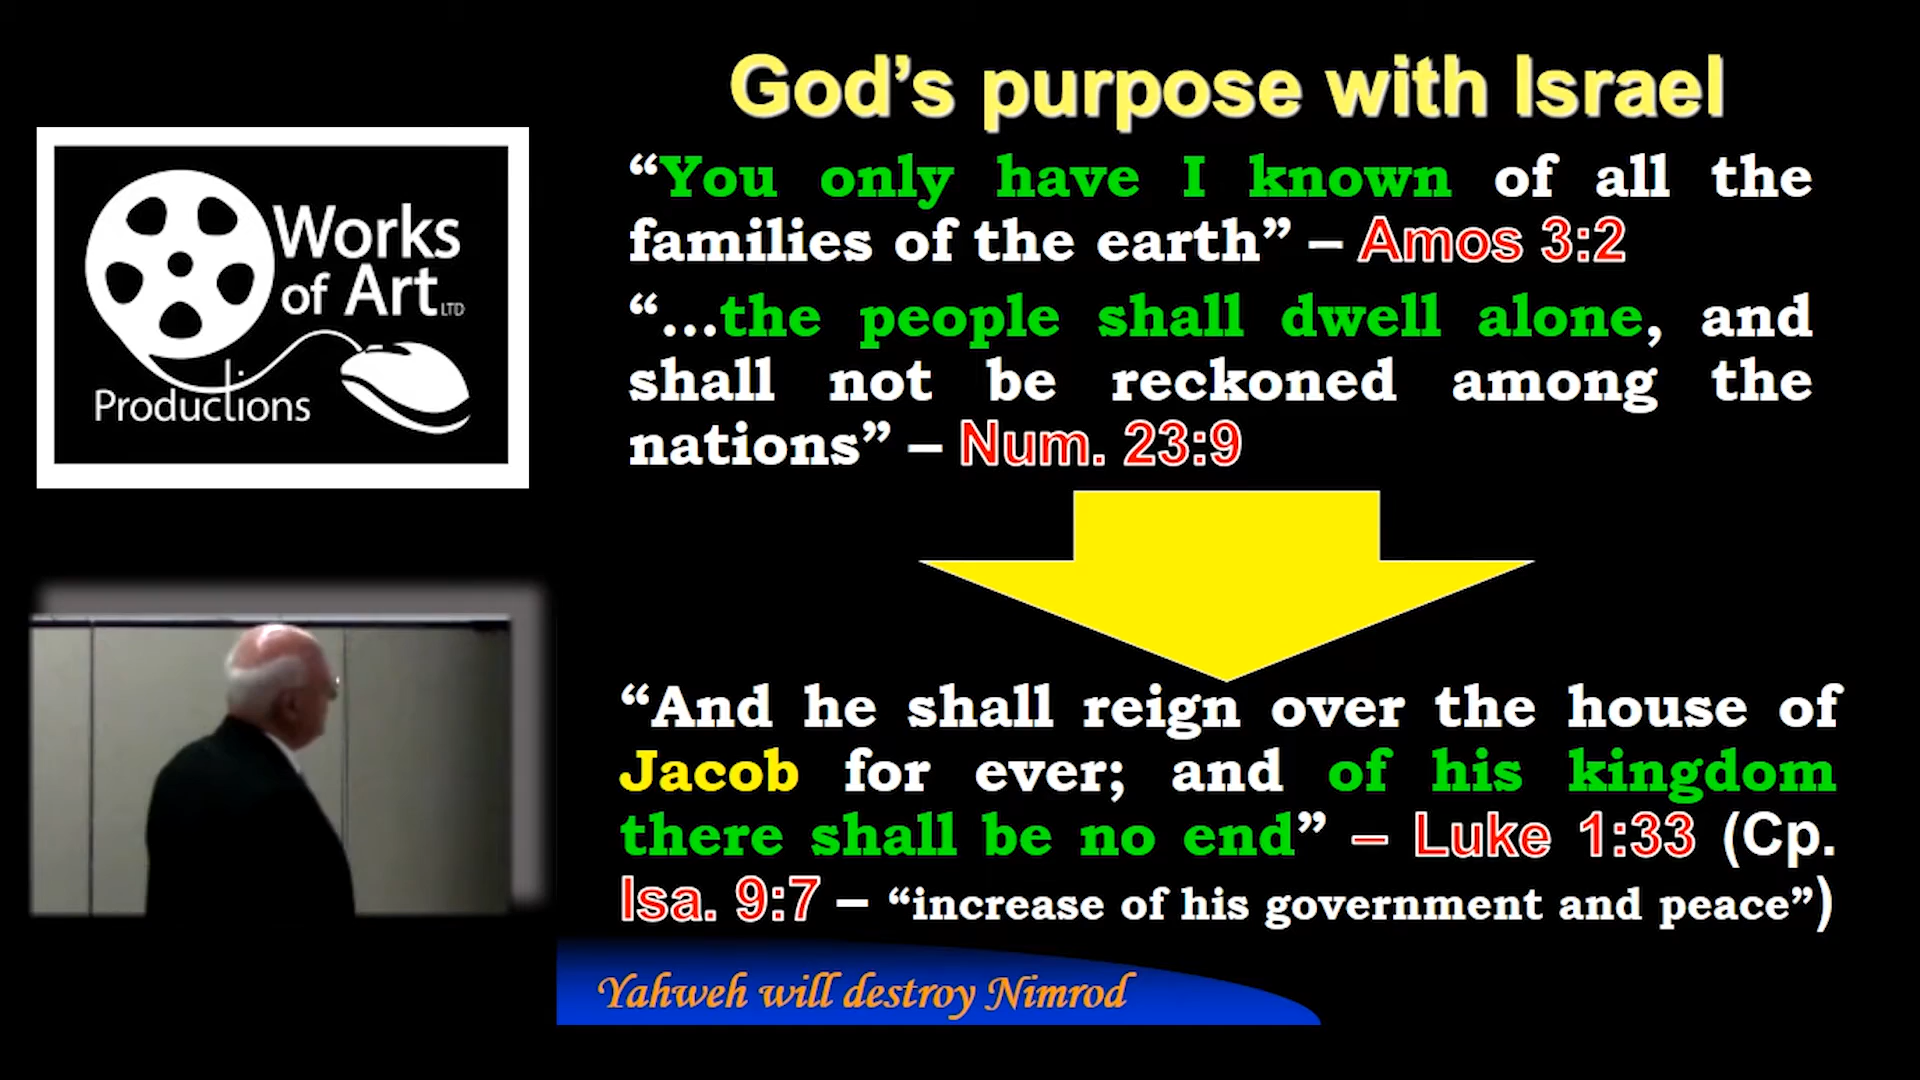 God’s purpose with Israel
“You only have I known of all the
families of the earth” – Amos 3:2
“…the people shall dwell alone, and
shall not be reckoned among the
nations” – Num. 23:9
“And he shall reign over the house of
Jacob for ever; and of his kingdom
there shall be no end” – Luke 1:33 (Cp.
Isa. 9:7 – “increase of his government and peace”)
Yahweh will destroy Nimrod
Works
of Art LTD
Productions